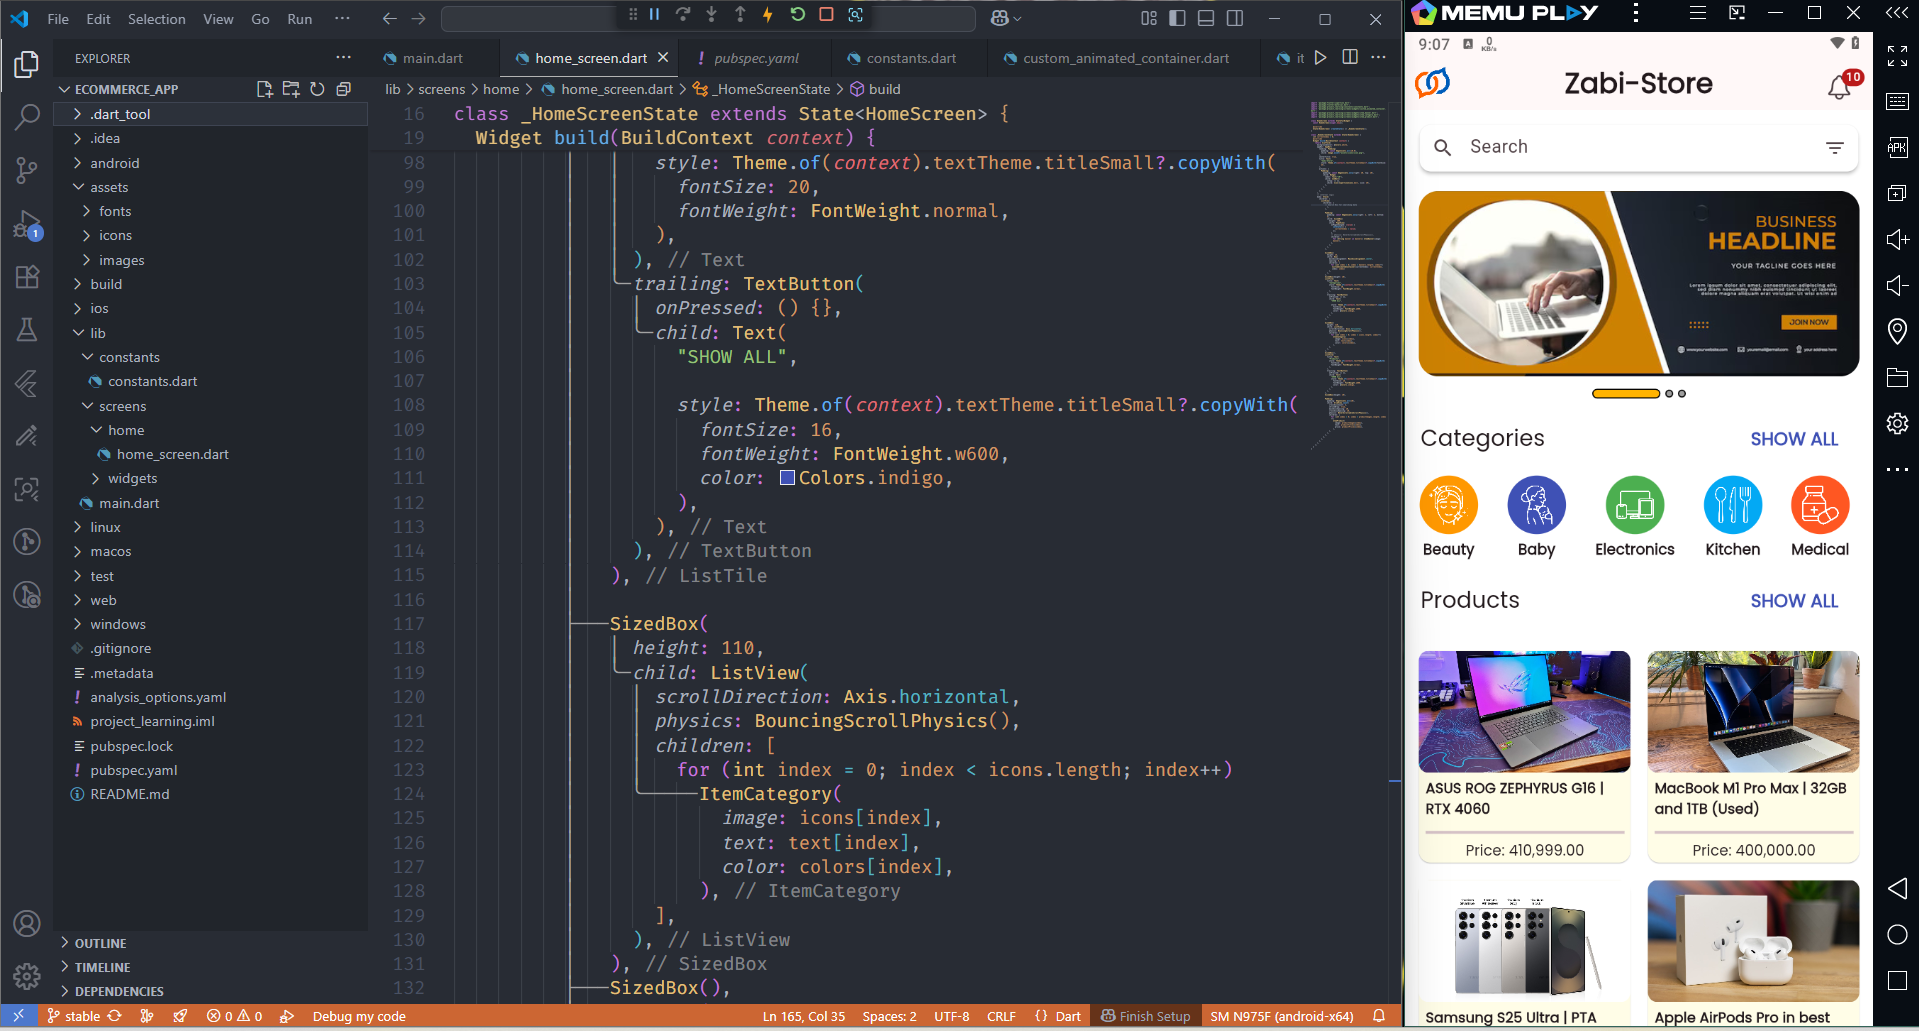 File Edit Selection View Go Run ···
EXPLORER
ECOMMERCE_APP
.dart_tool
.idea
android
assets
fonts
icons
images
build
ios
lib
constants
constants.dart
screens
home
home_screen.dart
widgets
main.dart
linux
macos
test
web
windows
.gitignore
.metadata
analysis_options.yaml
project_learning.iml
pubspec.lock
pubspec.yaml
README.md
OUTLINE
TIMELINE
DEPENDENCIES
1
main.dart home_screen.dart pubspec.yaml constants.dart custom_animated_container.dart it
lib > screens > home > home_screen.dart > _HomeScreenState > build
16 class _HomeScreenState extends State<HomeScreen> {
19 Widget build(BuildContext context) {
98 style: Theme.of(context).textTheme.titleSmall?.copyWith(
99 fontSize: 20,
100 fontWeight: FontWeight.normal,
101 ),
102 ), // Text
103 trailing: TextButton(
104 onPressed: () {},
105 child: Text(
106 "SHOW ALL",
107
108 style: Theme.of(context).textTheme.titleSmall?.copyWith(
109 fontSize: 16,
110 fontWeight: FontWeight.w600,
111 color: Colors.indigo,
112 ),
113 ), // Text
114 ), // TextButton
115 ), // ListTile
116
117 SizedBox(
118 height: 110,
119 child: ListView(
120 scrollDirection: Axis.horizontal,
121 physics: BouncingScrollPhysics(),
122 children: [
123 for (int index = 0; index < icons.length; index++)
124 ItemCategory(
125 image: icons[index],
126 text: text[index],
127 color: colors[index],
128 ), // ItemCategory
129 ],
130 ), // ListView
131 ), // SizedBox
132 SizedBox(),
stable 0 0 Debug my code Ln 165, Col 35 Spaces: 2 UTF-8 CRLF {} Dart Finish Setup SM N975F (android-x64)
MEMU PLAY
9:07 A 0 KB/s
Zabi-Store
10
Search
BUSINESS
HEADLINE
YOUR TAGLINE GOES HERE
JOIN NOW
Categories SHOW ALL
Beauty Baby Electronics Kitchen Medical
Products SHOW ALL
ASUS ROG ZEPHYRUS G16 |
RTX 4060
Price: 410,999.00
MacBook M1 Pro Max | 32GB
and 1TB (Used)
Price: 400,000.00
Samsung S25 Ultra | PTA
Apple AirPods Pro in best
APK